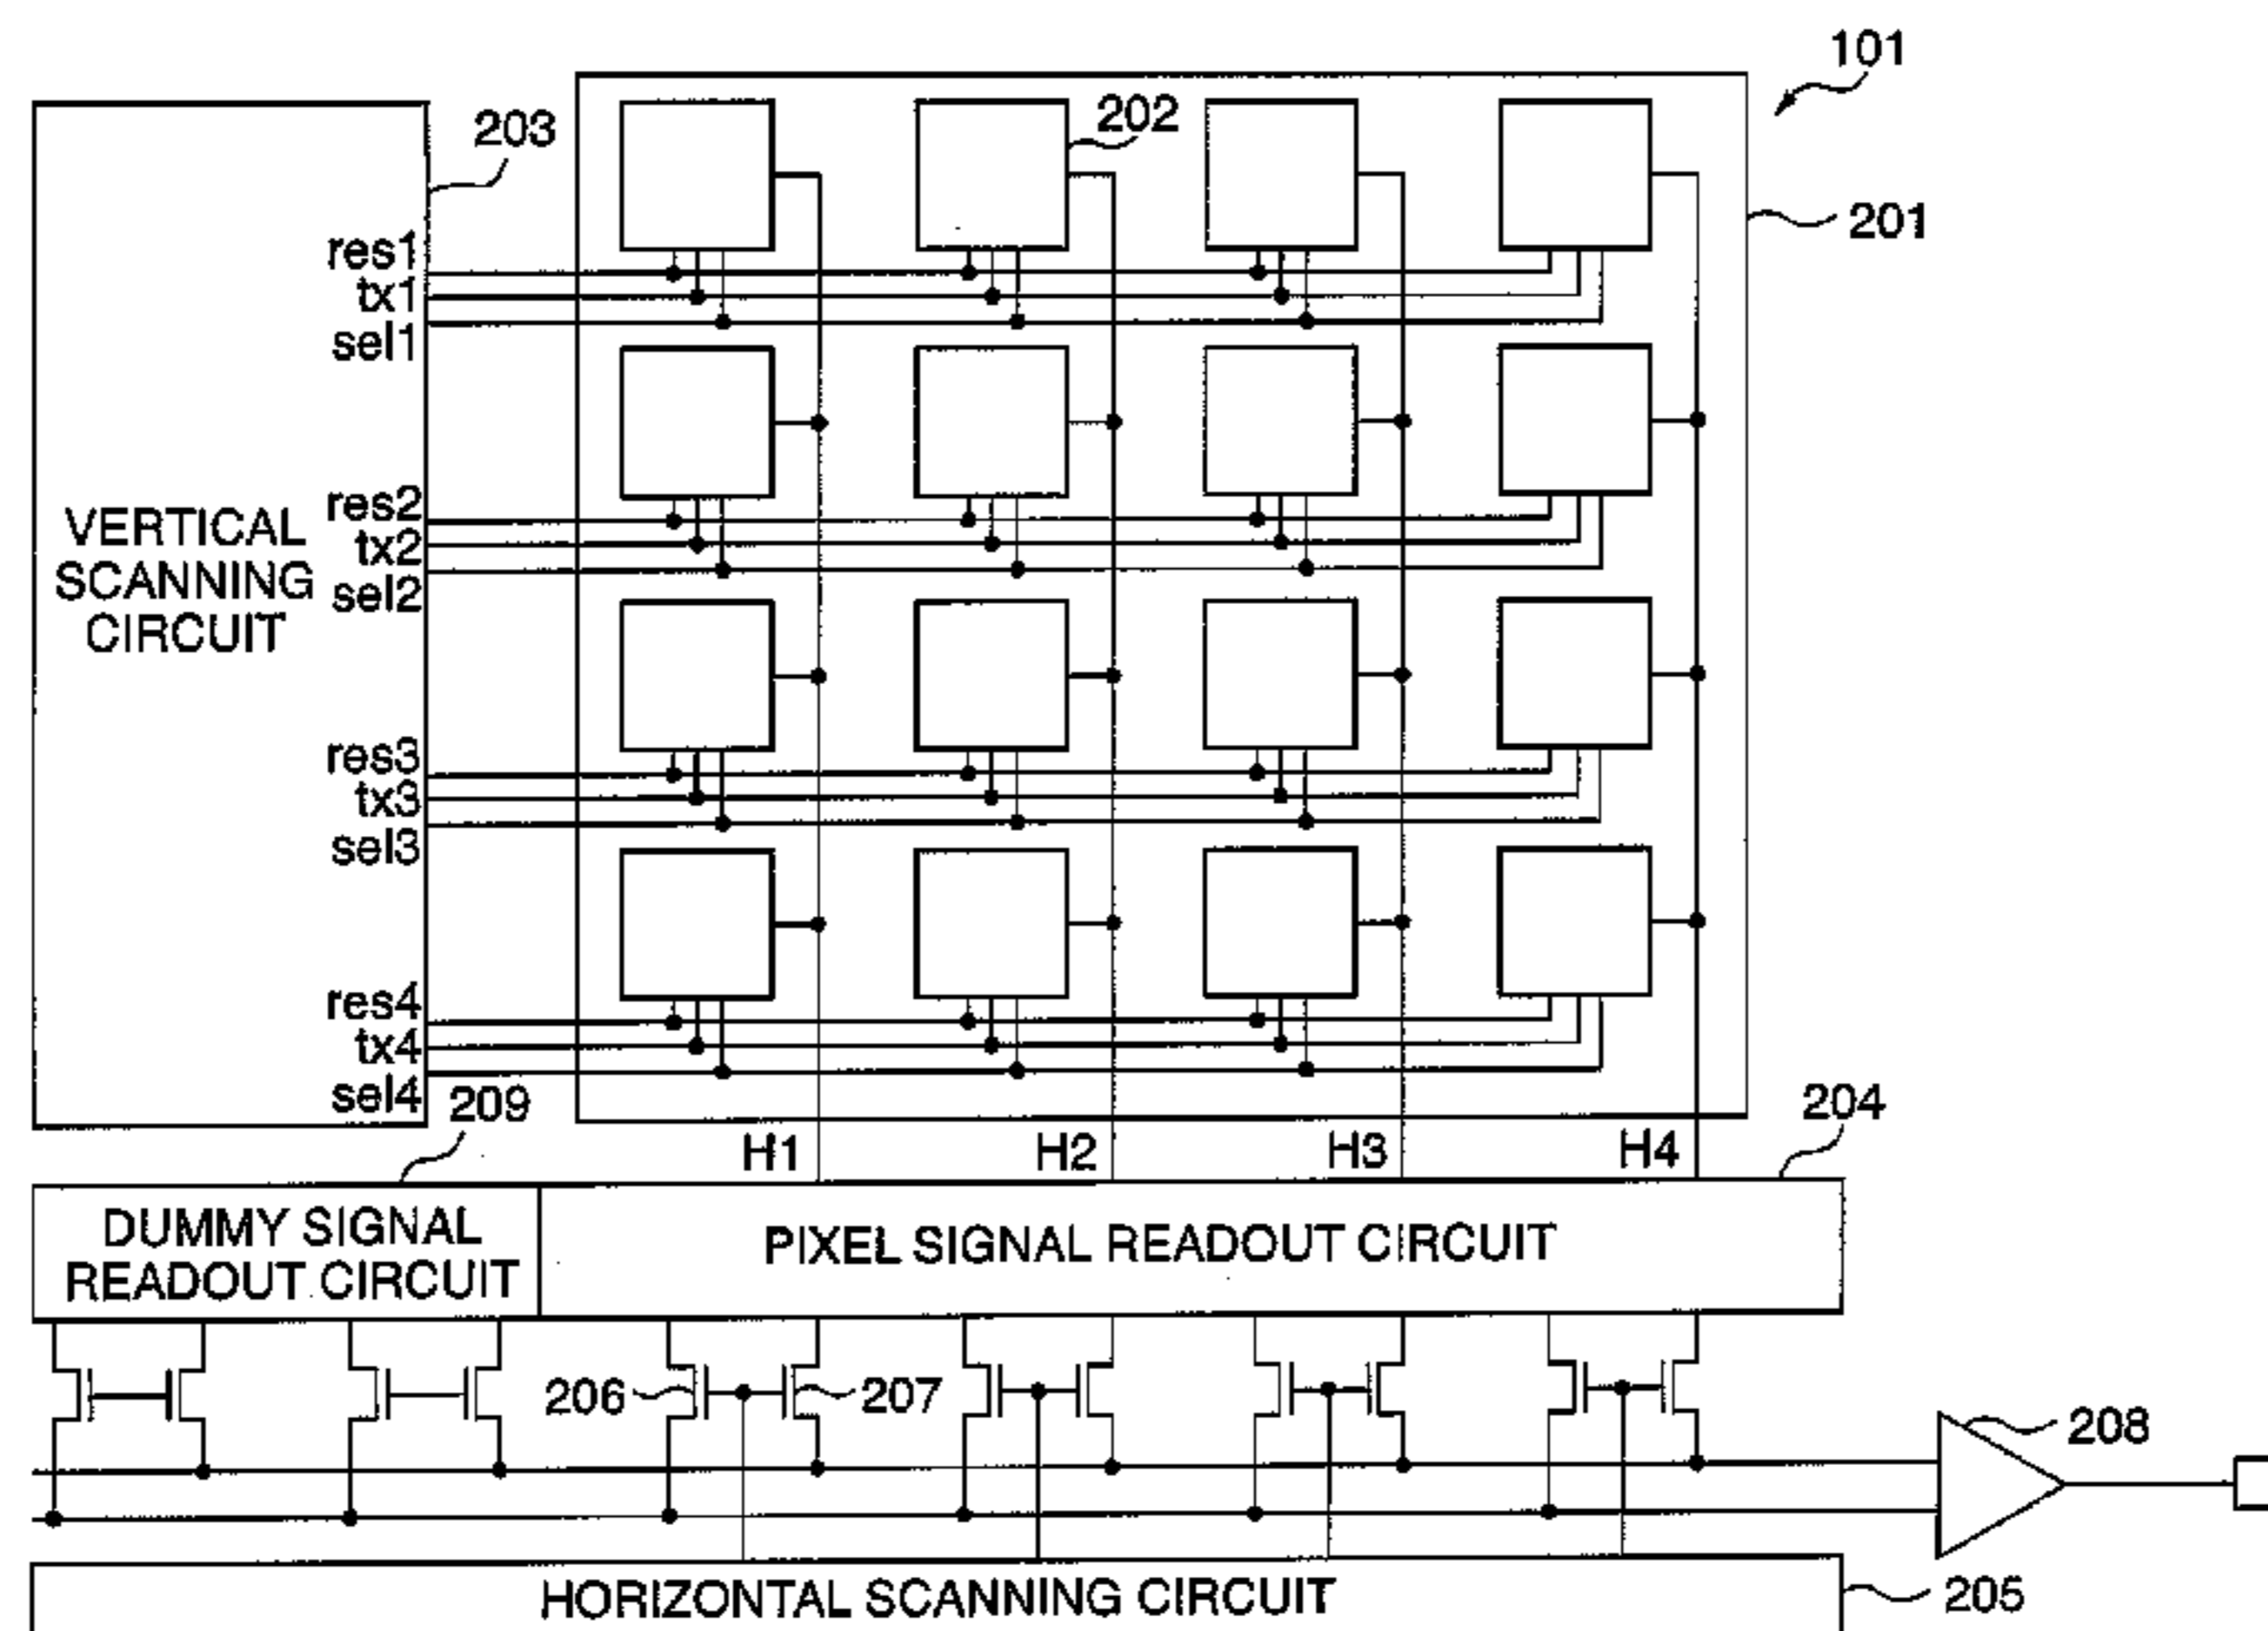 101
203
202
201
res1
tx1
sel1
VERTICAL
SCANNING
CIRCUIT
res2
tx2
sel2
res3
tx3
sel3
res4
tx4
sel4
209
204
H1 H2 H3 H4
DUMMY SIGNAL
READOUT CIRCUIT
PIXEL SIGNAL READOUT CIRCUIT
206
207
208
HORIZONTAL SCANNING CIRCUIT
205